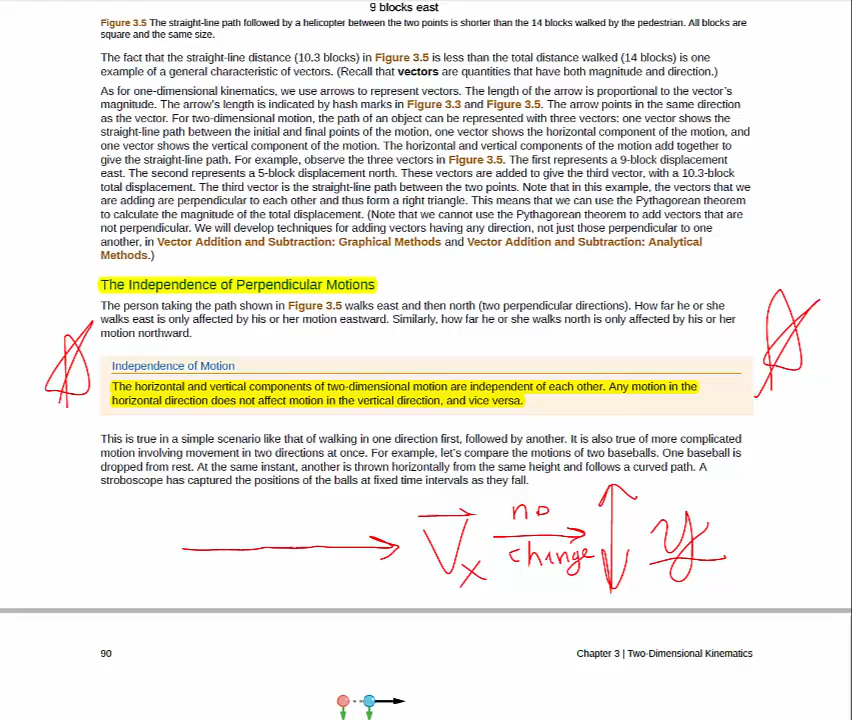 9 blocks east
Figure 3.5 The straight-line path followed by a helicopter between the two points is shorter than the 14 blocks walked by the pedestrian. All blocks are
square and the same size.
The fact that the straight-line distance (10.3 blocks) in Figure 3.5 is less than the total distance walked (14 blocks) is one
example of a general characteristic of vectors. (Recall that vectors are quantities that have both magnitude and direction.)
As for one-dimensional kinematics, we use arrows to represent vectors. The length of the arrow is proportional to the vector's
magnitude. The arrow's length is indicated by hash marks in Figure 3.3 and Figure 3.5. The arrow points in the same direction
as the vector. For two-dimensional motion, the path of an object can be represented with three vectors: one vector shows the
straight-line path between the initial and final points of the motion, one vector shows the horizontal component of the motion, and
one vector shows the vertical component of the motion. The horizontal and vertical components of the motion add together to
give the straight-line path. For example, observe the three vectors in Figure 3.5. The first represents a 9-block displacement
east. The second represents a 5-block displacement north. These vectors are added to give the third vector, with a 10.3-block
total displacement. The third vector is the straight-line path between the two points. Note that in this example, the vectors that we
are adding are perpendicular to each other and thus form a right triangle. This means that we can use the Pythagorean theorem
to calculate the magnitude of the total displacement. (Note that we cannot use the Pythagorean theorem to add vectors that are
not perpendicular. We will develop techniques for adding vectors having any direction, not just those perpendicular to one
another, in Vector Addition and Subtraction: Graphical Methods and Vector Addition and Subtraction: Analytical
Methods.)
The Independence of Perpendicular Motions
The person taking the path shown in Figure 3.5 walks east and then north (two perpendicular directions). How far he or she
walks east is only affected by his or her motion eastward. Similarly, how far he or she walks north is only affected by his or her
motion northward.
Independence of Motion
The horizontal and vertical components of two-dimensional motion are independent of each other. Any motion in the
horizontal direction does not affect motion in the vertical direction, and vice versa.
This is true in a simple scenario like that of walking in one direction first, followed by another. It is also true of more complicated
motion involving movement in two directions at once. For example, let's compare the motions of two baseballs. One baseball is
dropped from rest. At the same instant, another is thrown horizontally from the same height and follows a curved path. A
stroboscope has captured the positions of the balls at fixed time intervals as they fall.
Vx no change y
90 Chapter 3 | Two-Dimensional Kinematics